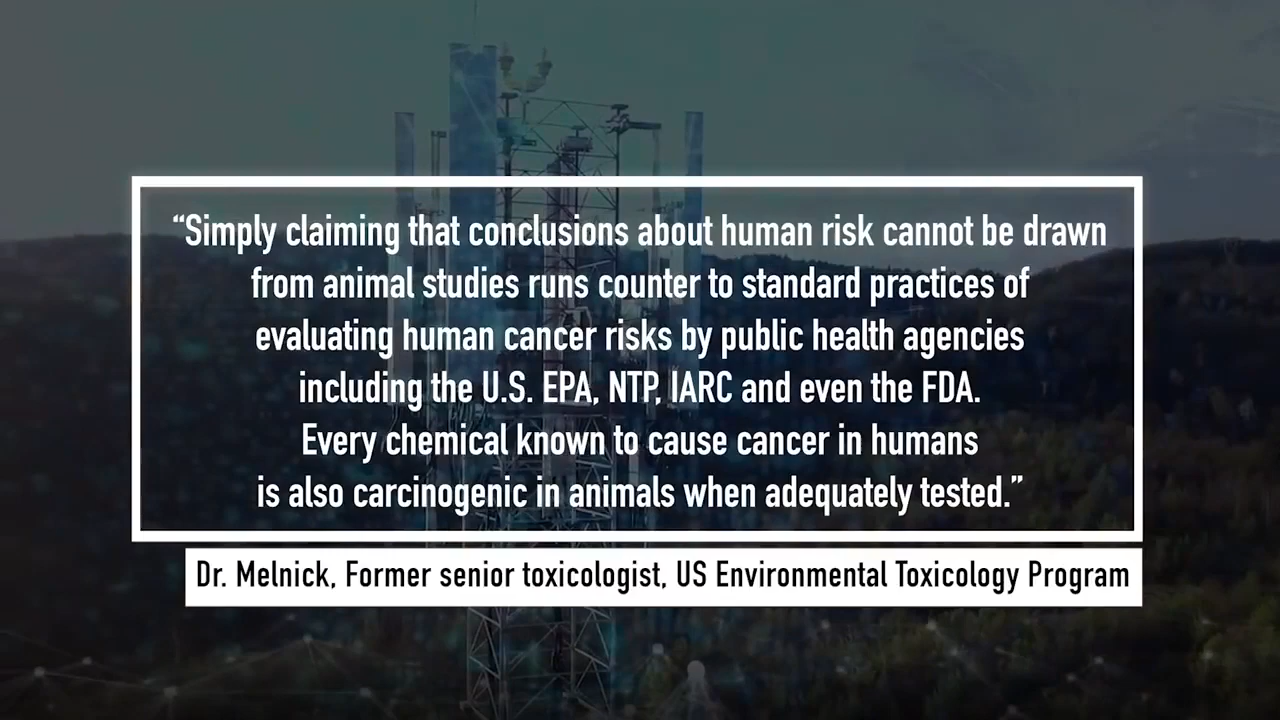 “Simply claiming that conclusions about human risk cannot be drawn
from animal studies runs counter to standard practices of
evaluating human cancer risks by public health agencies
including the U.S. EPA, NTP, IARC and even the FDA.
Every chemical known to cause cancer in humans
is also carcinogenic in animals when adequately tested.”
Dr. Melnick, Former senior toxicologist, US Environmental Toxicology Program